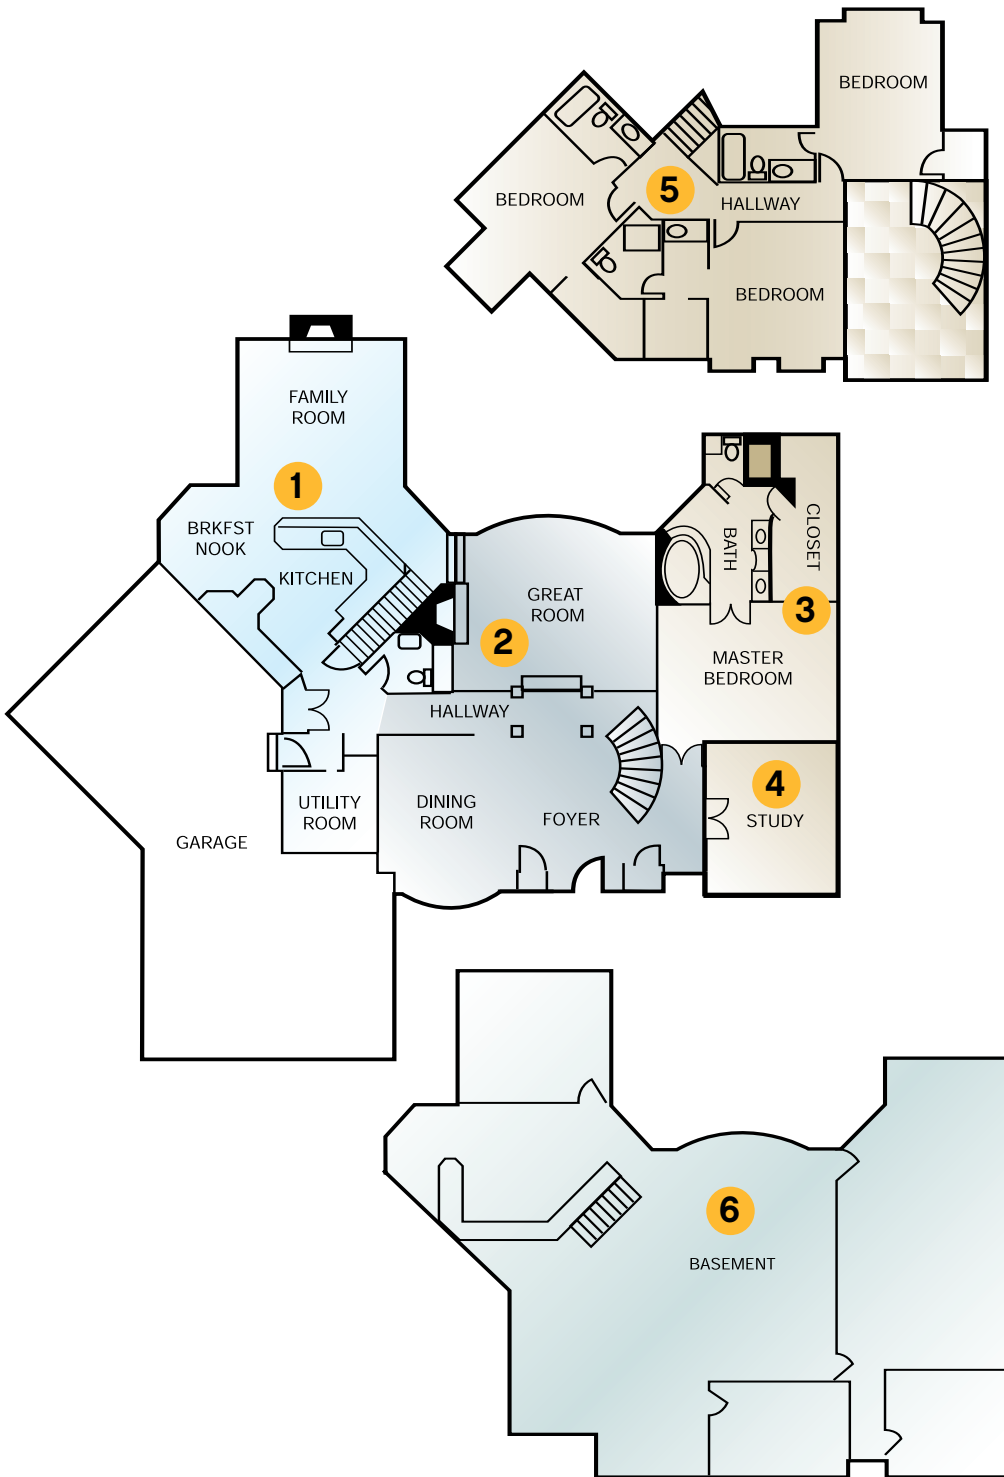 BEDROOM
BEDROOM
5
HALLWAY
BEDROOM
FAMILY
ROOM
1
BRKFST
NOOK
KITCHEN
GREAT
ROOM
2
BATH
CLOSET
3
MASTER
BEDROOM
HALLWAY
4
STUDY
UTILITY
ROOM
DINING
ROOM
FOYER
GARAGE
6
BASEMENT